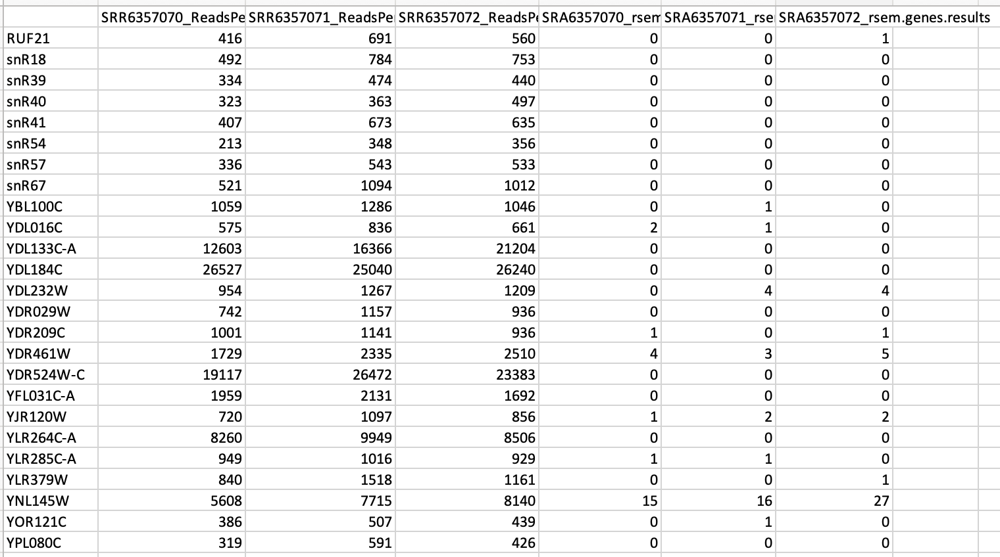 SRR6357070_ReadsPe SRR6357071_ReadsPe SRR6357072_ReadsP SRA6357070_rsem SRA6357071_rse SRA6357072_rsem.genes.results
RUF21 416 691 560 0 0 1
snR18 492 784 753 0 0 0
snR39 334 474 440 0 0 0
snR40 323 363 497 0 0 0
snR41 407 673 635 0 0 0
snR54 213 348 356 0 0 0
snR57 336 543 533 0 0 0
snR67 521 1094 1012 0 0 0
YBL100C 1059 1286 1046 0 1 0
YDL016C 575 836 661 2 1 0
YDL133C-A 12603 16366 21204 0 0 0
YDL184C 26527 25040 26240 0 0 0
YDL232W 954 1267 1209 0 4 4
YDR029W 742 1157 936 0 0 0
YDR209C 1001 1141 936 1 0 1
YDR461W 1729 2335 2510 4 3 5
YDR524W-C 19117 26472 23383 0 0 0
YFL031C-A 1959 2131 1692 0 0 0
YJR120W 720 1097 856 1 2 2
YLR264C-A 8260 9949 8506 0 0 0
YLR285C-A 949 1016 929 1 1 0
YLR379W 840 1518 1161 0 0 1
YNL145W 5608 7715 8140 15 16 27
YOR121C 386 507 439 0 1 0
YPL080C 319 591 426 0 0 0